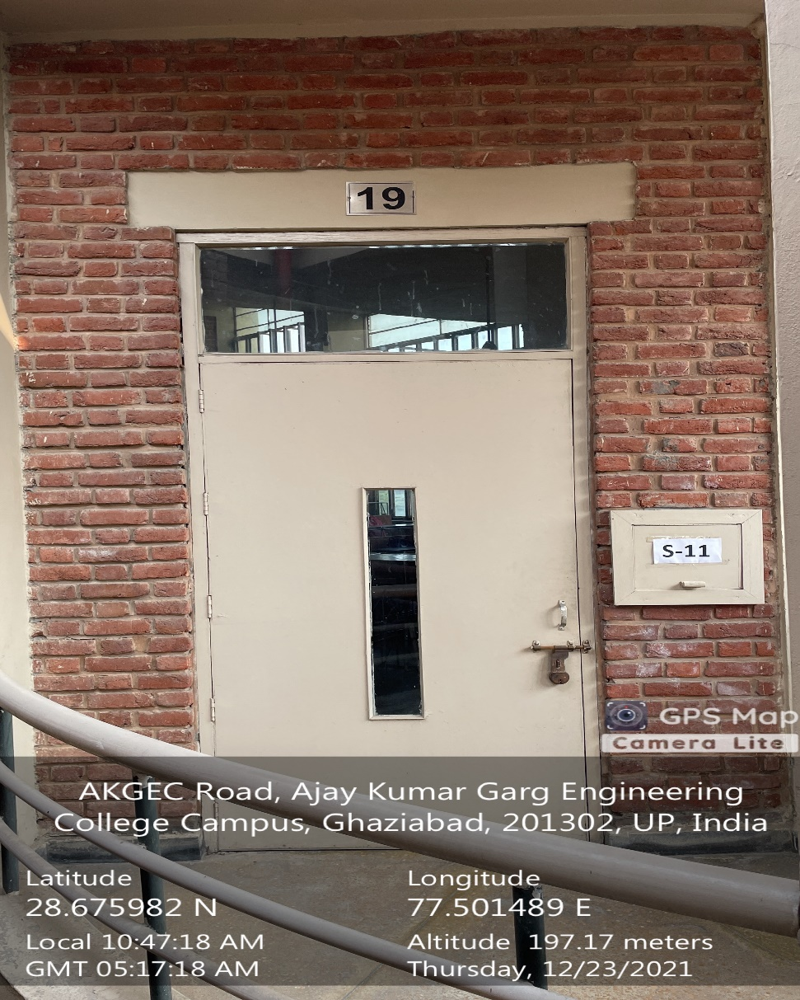 19
S-11
GPS Map
Camera Lite
AKGEC Road, Ajay Kumar Garg Engineering
College Campus, Ghaziabad, 201302, UP, India
Latitude
28.675982 N
Longitude
77.501489 E
Local 10:47:18 AM
GMT 05:17:18 AM
Altitude 197.17 meters
Thursday, 12/23/2021